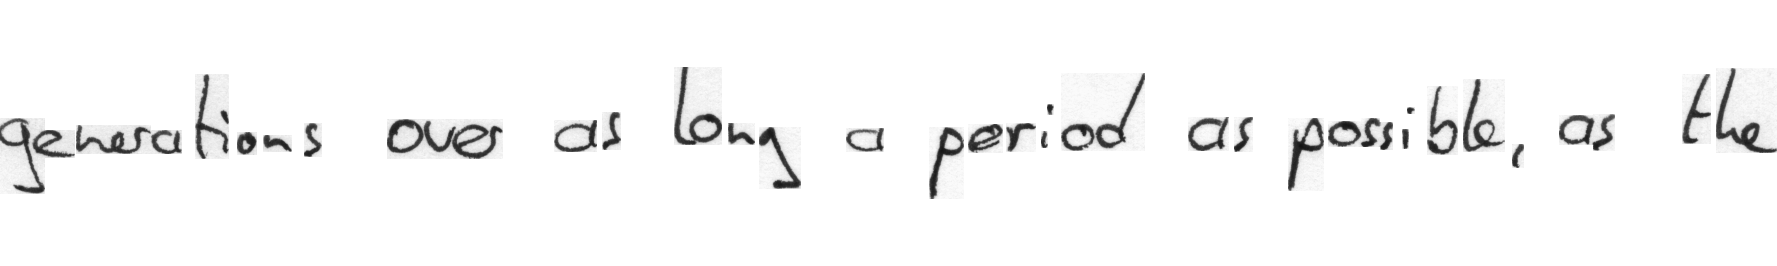 generations over as long a period as possible, as the